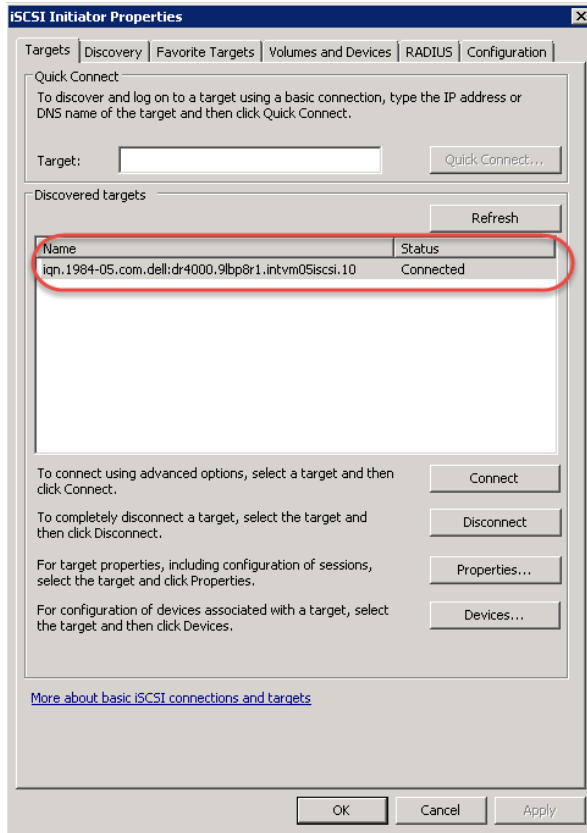 iSCSI Initiator Properties
Targets Discovery Favorite Targets Volumes and Devices RADIUS Configuration
Quick Connect
To discover and log on to a target using a basic connection, type the IP address or
DNS name of the target and then click Quick Connect.
Target:
Quick Connect...
Discovered targets
Refresh
Name Status
iqn.1984-05.com.dell:dr4000.9lbp8r1.intvm05iscsi.10 Connected
To connect using advanced options, select a target and then
click Connect.
Connect
To completely disconnect a target, select the target and
then click Disconnect.
Disconnect
For target properties, including configuration of sessions,
select the target and click Properties.
Properties...
For configuration of devices associated with a target, select
the target and then click Devices.
Devices...
More about basic iSCSI connections and targets
OK Cancel Apply